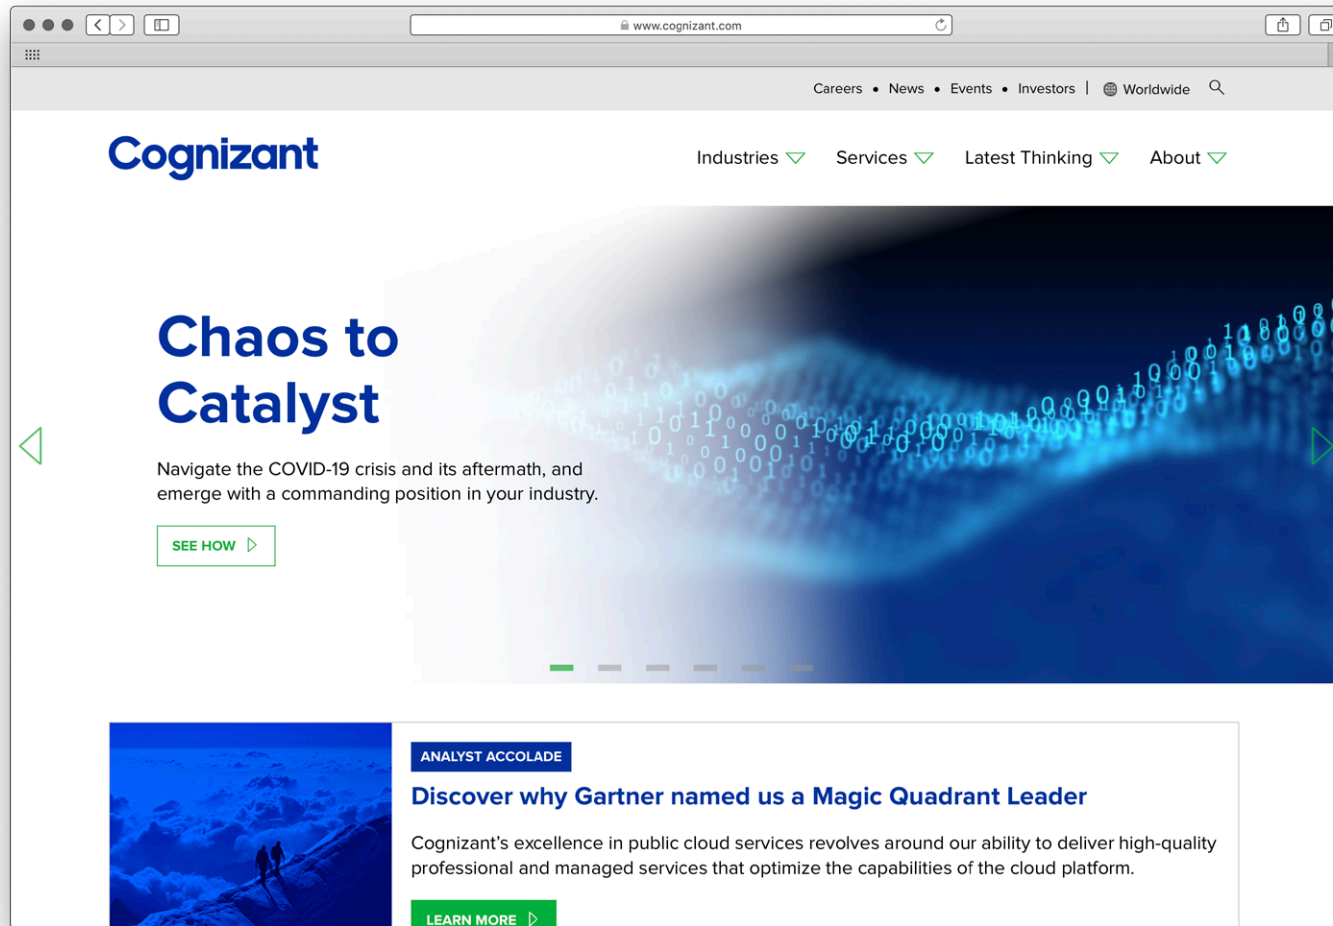 www.cognizant.com
Careers • News • Events • Investors | Worldwide
Cognizant
Industries Services Latest Thinking About
Chaos to
Catalyst
Navigate the COVID-19 crisis and its aftermath, and
emerge with a commanding position in your industry.
SEE HOW
ANALYST ACCOLADE
Discover why Gartner named us a Magic Quadrant Leader
Cognizant’s excellence in public cloud services revolves around our ability to deliver high-quality
professional and managed services that optimize the capabilities of the cloud platform.
LEARN MORE